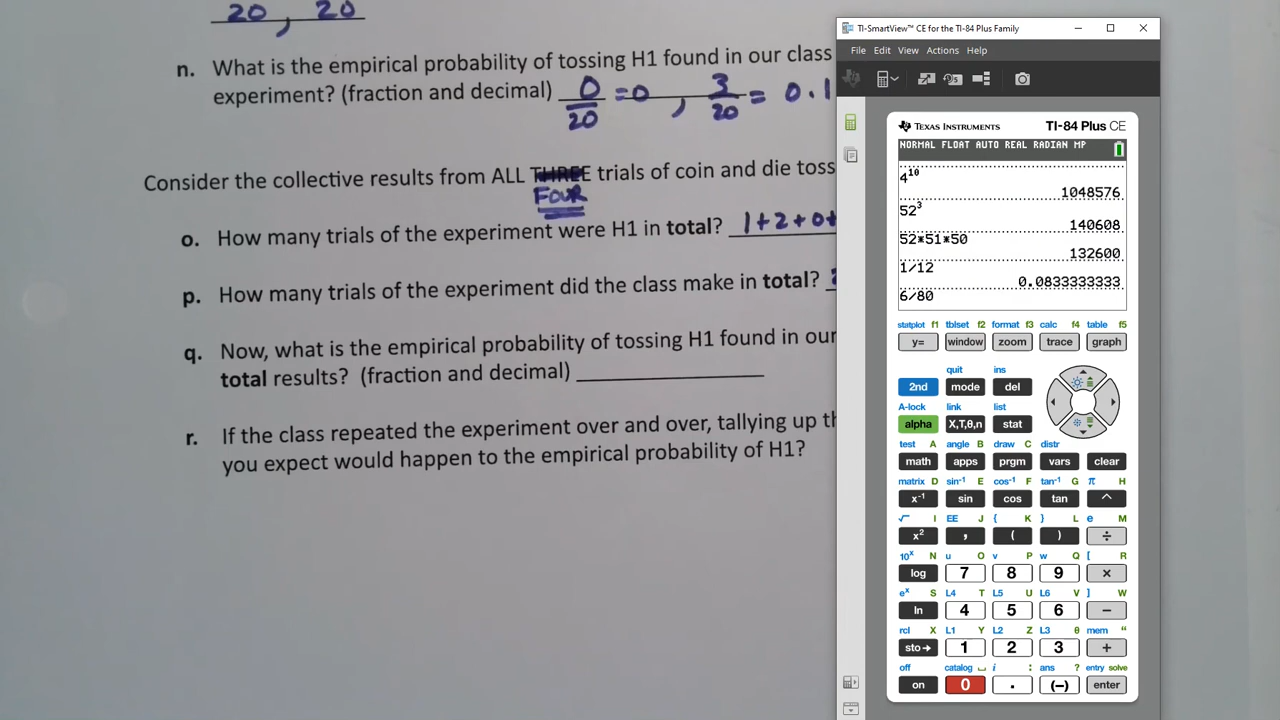 20 , 20
n. What is the empirical probability of tossing H1 found in our class
experiment? (fraction and decimal) 0/20 = 0 , 3/20 = 0.1
Consider the collective results from ALL THREE trials of coin and die toss
FOUR
o. How many trials of the experiment were H1 in total? 1+2+0+
p. How many trials of the experiment did the class make in total?
q. Now, what is the empirical probability of tossing H1 found in our
total results? (fraction and decimal)
r. If the class repeated the experiment over and over, tallying up th
you expect would happen to the empirical probability of H1?
TI-SmartView™ CE for the TI-84 Plus Family
File Edit View Actions Help
TEXAS INSTRUMENTS TI-84 Plus CE
NORMAL FLOAT AUTO REAL RADIAN MP
4^10
1048576
52^3
140608
52*51*50
132600
1/12
0.0833333333
6/80
statplot f1 tblset f2 format f3 calc f4 table f5
y= window zoom trace graph
quit ins
2nd mode del
A-lock link list
alpha X,T,θ,n stat
test A angle B draw C distr
math apps prgm vars clear
matrix D sin⁻¹ E cos⁻¹ F tan⁻¹ G π H
x⁻¹ sin cos tan ^
√ I EE J { K } L e M
x² , ( ) ÷
10ˣ N u O v P w Q [ R
log 7 8 9 ×
eˣ S L4 T L5 U L6 V ] W
ln 4 5 6 −
rcl X L1 Y L2 Z L3 θ mem “
sto→ 1 2 3 +
off catalog ⎵ i : ans ? entry solve
on 0 . (−) enter